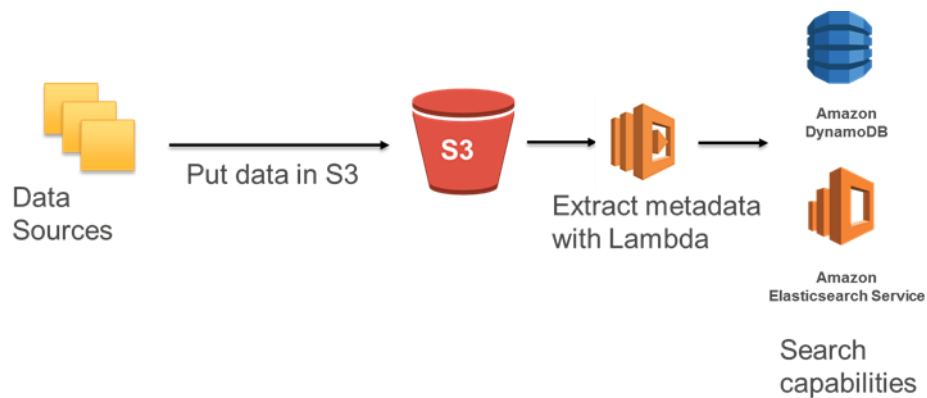 Data
Sources
Put data in S3
S3
Extract metadata
with Lambda
Amazon
DynamoDB
Amazon
Elasticsearch Service
Search
capabilities